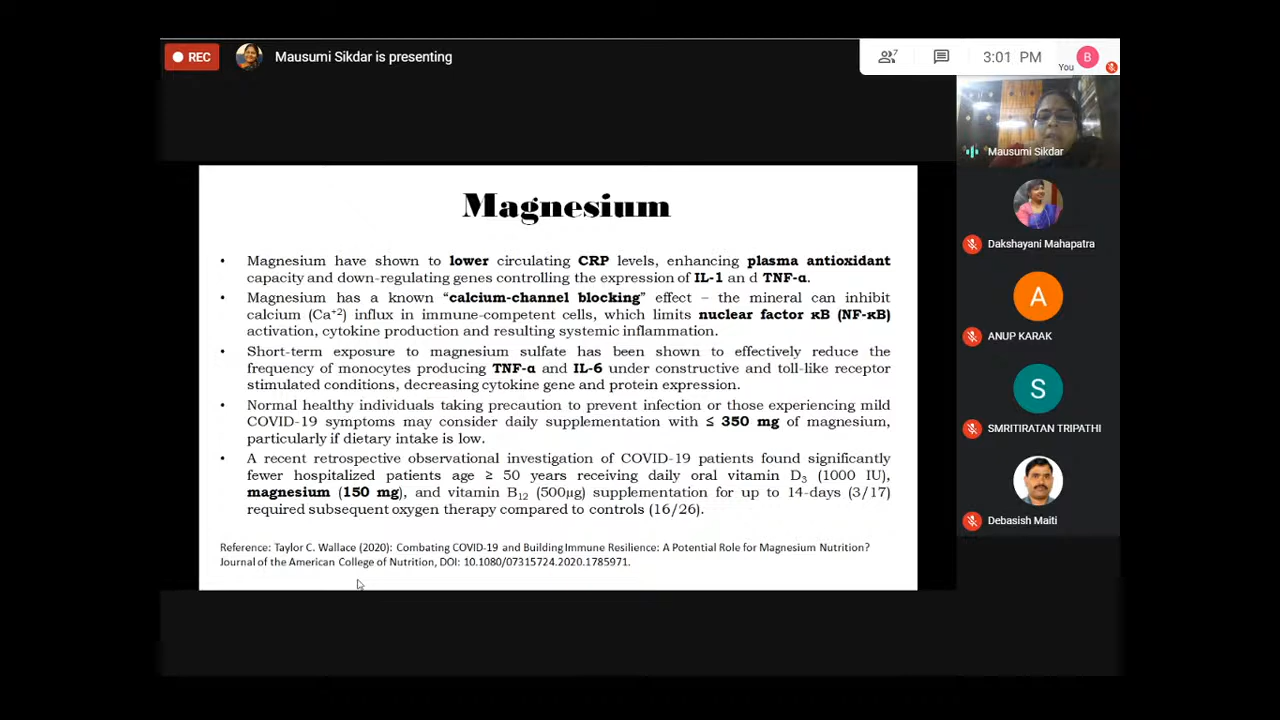 REC
Mausumi Sikdar is presenting
7
3:01 PM
You
B
Mausumi Sikdar
Dakshayani Mahapatra
A
ANUP KARAK
S
SMRITIRATAN TRIPATHI
Debasish Maiti
Magnesium
• Magnesium have shown to lower circulating CRP levels, enhancing plasma antioxidant
capacity and down-regulating genes controlling the expression of IL-1 an d TNF-α.
• Magnesium has a known “calcium-channel blocking” effect – the mineral can inhibit
calcium (Ca⁺²) influx in immune-competent cells, which limits nuclear factor κB (NF-κB)
activation, cytokine production and resulting systemic inflammation.
• Short-term exposure to magnesium sulfate has been shown to effectively reduce the
frequency of monocytes producing TNF-α and IL-6 under constructive and toll-like receptor
stimulated conditions, decreasing cytokine gene and protein expression.
• Normal healthy individuals taking precaution to prevent infection or those experiencing mild
COVID-19 symptoms may consider daily supplementation with ≤ 350 mg of magnesium,
particularly if dietary intake is low.
• A recent retrospective observational investigation of COVID-19 patients found significantly
fewer hospitalized patients age ≥ 50 years receiving daily oral vitamin D₃ (1000 IU),
magnesium (150 mg), and vitamin B₁₂ (500µg) supplementation for up to 14-days (3/17)
required subsequent oxygen therapy compared to controls (16/26).
Reference: Taylor C. Wallace (2020): Combating COVID-19 and Building Immune Resilience: A Potential Role for Magnesium Nutrition?
Journal of the American College of Nutrition, DOI: 10.1080/07315724.2020.1785971.